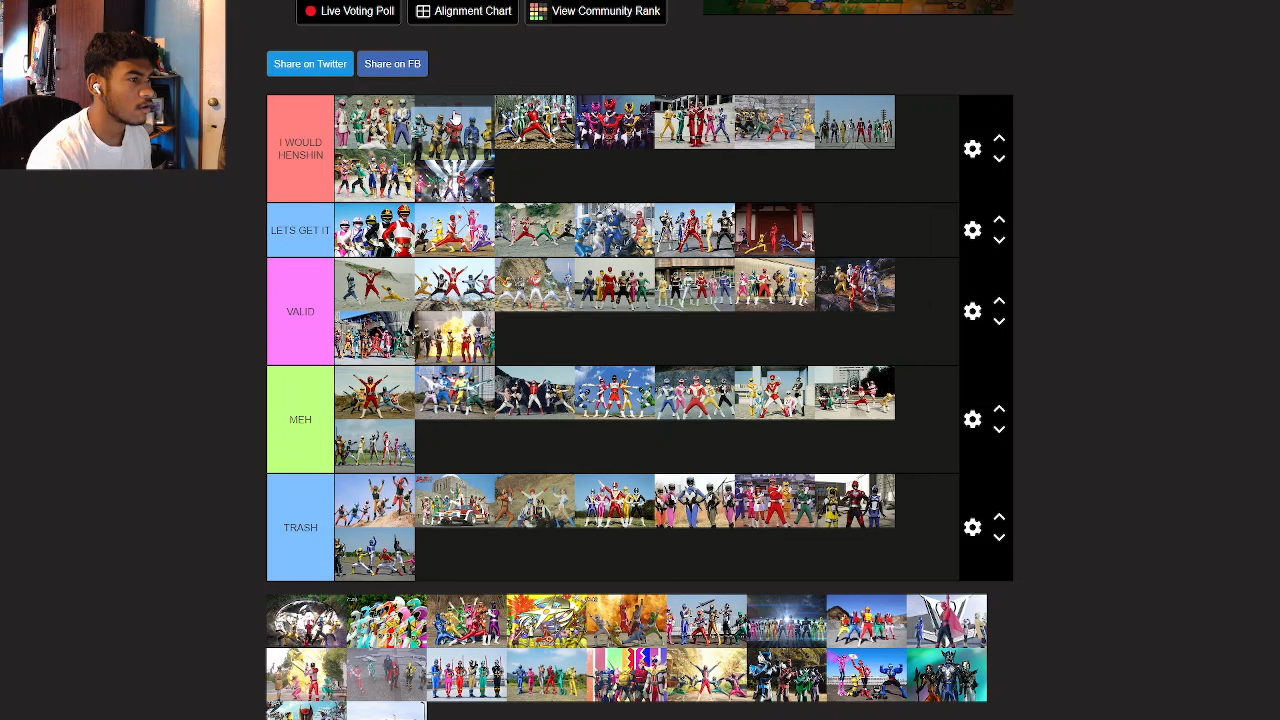 Live Voting Poll
Alignment Chart
View Community Rank
Share on Twitter
Share on FB
I WOULD
HENSHIN
LETS GET IT
VALID
MEH
TRASH